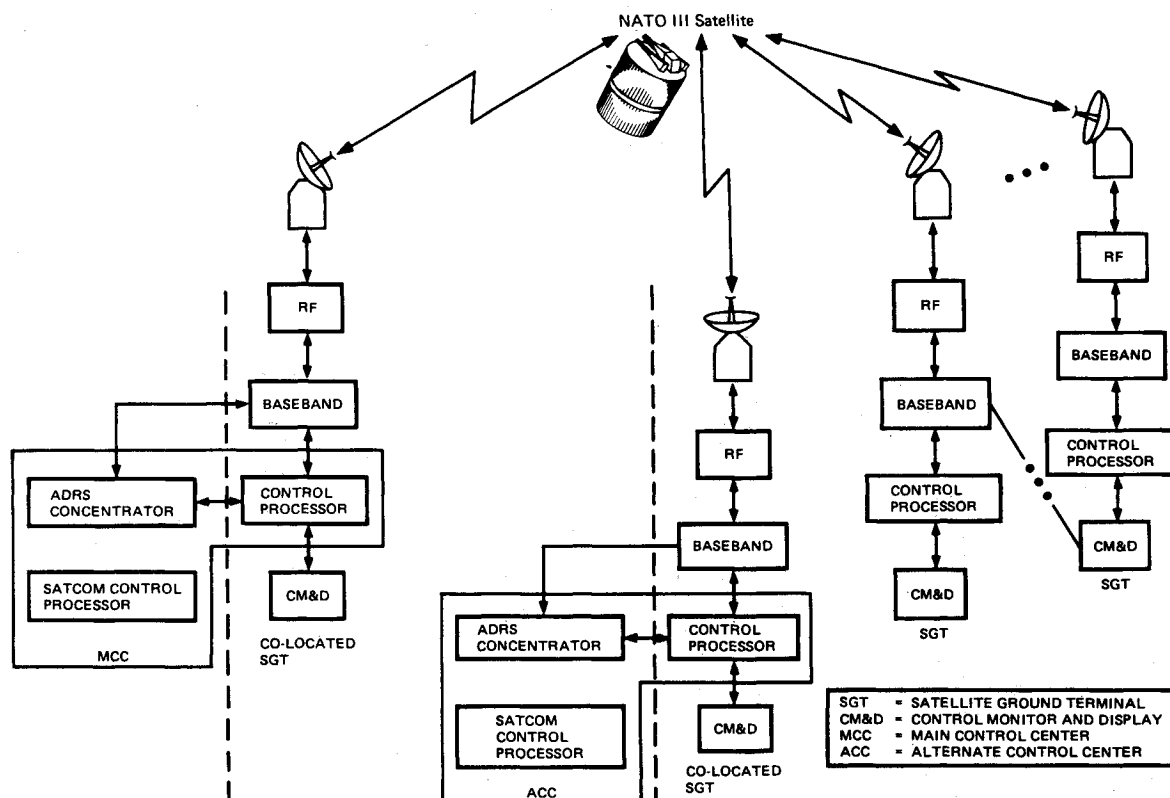 NATO III Satellite
RF
BASEBAND
ADRS
CONCENTRATOR
CONTROL
PROCESSOR
SATCOM CONTROL
PROCESSOR
CM&D
MCC
CO-LOCATED
SGT
RF
BASEBAND
ADRS
CONCENTRATOR
CONTROL
PROCESSOR
SATCOM
CONTROL
PROCESSOR
CM&D
ACC
CO-LOCATED
SGT
RF
BASEBAND
CONTROL
PROCESSOR
CM&D
SGT
RF
BASEBAND
CONTROL
PROCESSOR
CM&D
SGT
SGT = SATELLITE GROUND TERMINAL
CM&D = CONTROL MONITOR AND DISPLAY
MCC = MAIN CONTROL CENTER
ACC = ALTERNATE CONTROL CENTER